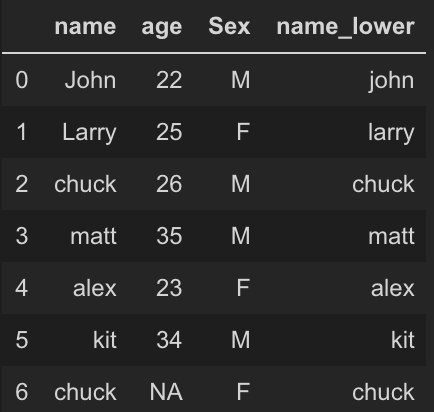 name age Sex name_lower
0 John 22 M john
1 Larry 25 F larry
2 chuck 26 M chuck
3 matt 35 M matt
4 alex 23 F alex
5 kit 34 M kit
6 chuck NA F chuck